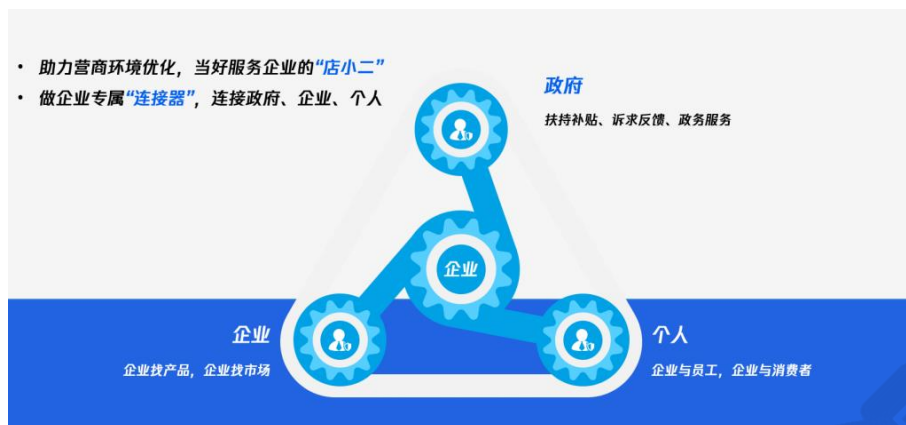 • 助力营商环境优化，当好服务企业的“店小二”
• 做企业专属“连接器”，连接政府、企业、个人
政府
扶持补贴、诉求反馈、政务服务
企业
企业
企业找产品，企业找市场
个人
企业与员工，企业与消费者